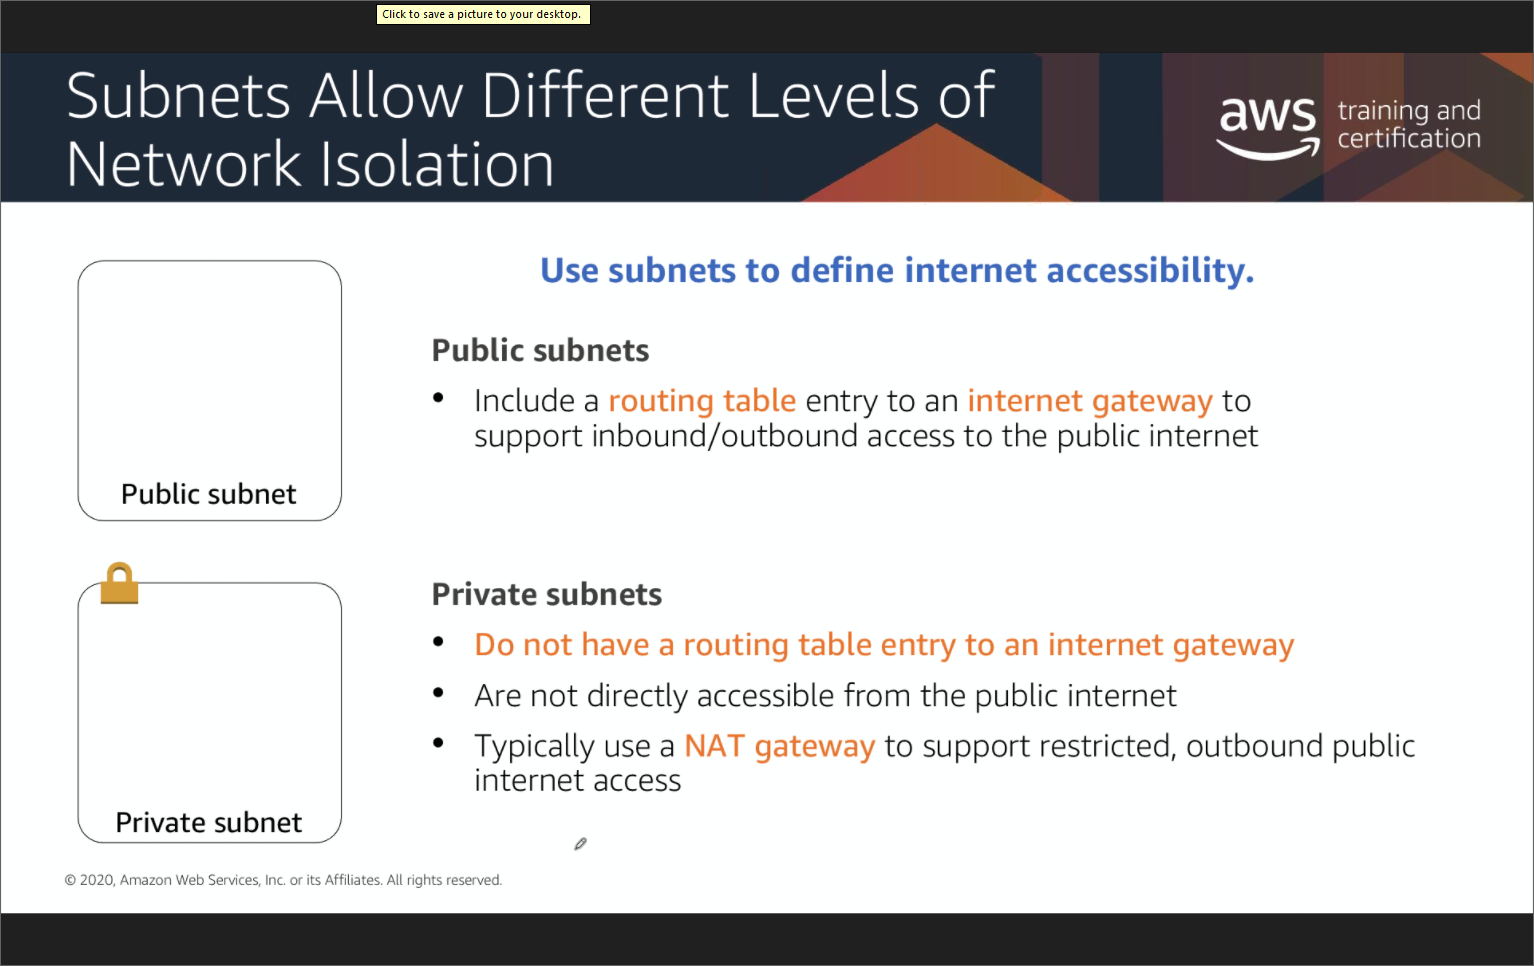 Click to save a picture to your desktop.
Subnets Allow Different Levels of
Network Isolation
aws training and
certification
Use subnets to define internet accessibility.
Public subnets
• Include a routing table entry to an internet gateway to
support inbound/outbound access to the public internet
Public subnet
Private subnets
• Do not have a routing table entry to an internet gateway
• Are not directly accessible from the public internet
• Typically use a NAT gateway to support restricted, outbound public
internet access
Private subnet
© 2020, Amazon Web Services, Inc. or its Affiliates. All rights reserved.